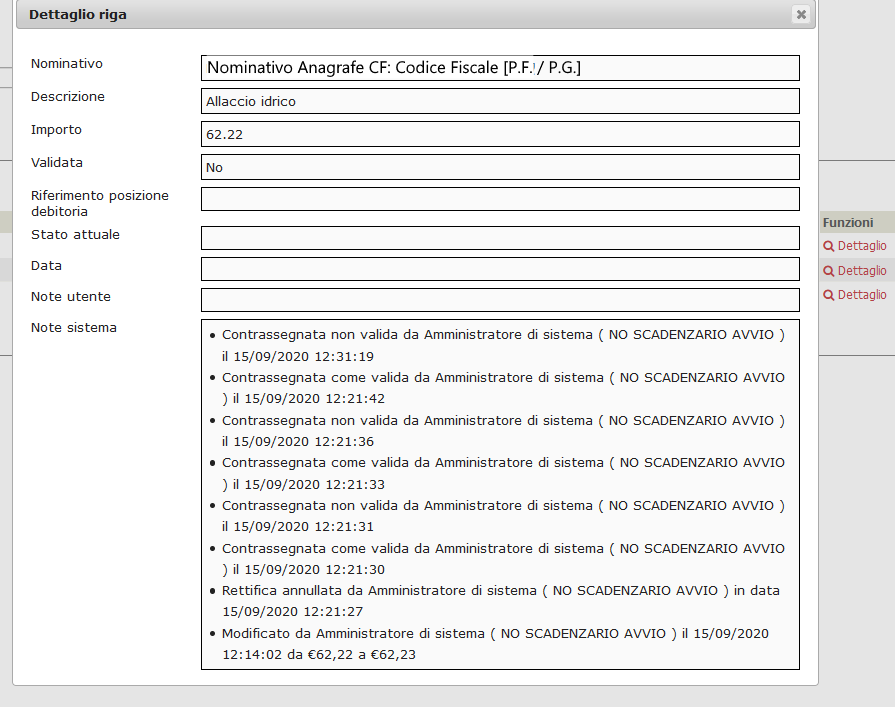 Dettaglio riga
Nominativo
Nominativo Anagrafe CF: Codice Fiscale [P.F. / P.G.]
Descrizione
Allaccio idrico
Importo
62.22
Validata
No
Riferimento posizione
debitoria
Stato attuale
Data
Note utente
Note sistema
• Contrassegnata non valida da Amministratore di sistema ( NO SCADENZARIO AVVIO )
il 15/09/2020 12:31:19
• Contrassegnata come valida da Amministratore di sistema ( NO SCADENZARIO AVVIO
) il 15/09/2020 12:21:42
• Contrassegnata non valida da Amministratore di sistema ( NO SCADENZARIO AVVIO )
il 15/09/2020 12:21:36
• Contrassegnata come valida da Amministratore di sistema ( NO SCADENZARIO AVVIO
) il 15/09/2020 12:21:33
• Contrassegnata non valida da Amministratore di sistema ( NO SCADENZARIO AVVIO )
il 15/09/2020 12:21:31
• Contrassegnata come valida da Amministratore di sistema ( NO SCADENZARIO AVVIO
) il 15/09/2020 12:21:30
• Rettifica annullata da Amministratore di sistema ( NO SCADENZARIO AVVIO ) in data
15/09/2020 12:21:27
• Modificato da Amministratore di sistema ( NO SCADENZARIO AVVIO ) il 15/09/2020
12:14:02 da €62,22 a €62,23
Funzioni
Dettaglio
Dettaglio
Dettaglio